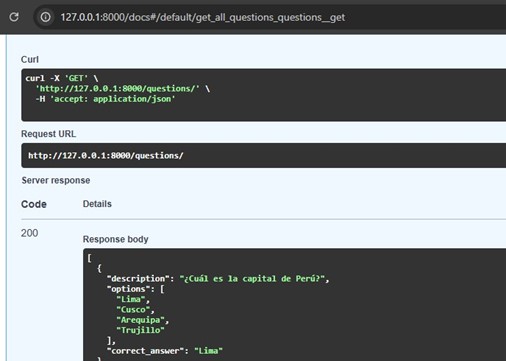 127.0.0.1:8000/docs#/default/get_all_questions_questions__get
Curl
curl -X 'GET' \
'http://127.0.0.1:8000/questions/' \
-H 'accept: application/json'
Request URL
http://127.0.0.1:8000/questions/
Server response
Code Details
200
Response body
[
{
"description": "¿Cuál es la capital de Perú?",
"options": [
"Lima",
"Cusco",
"Arequipa",
"Trujillo"
],
"correct_answer": "Lima"
}